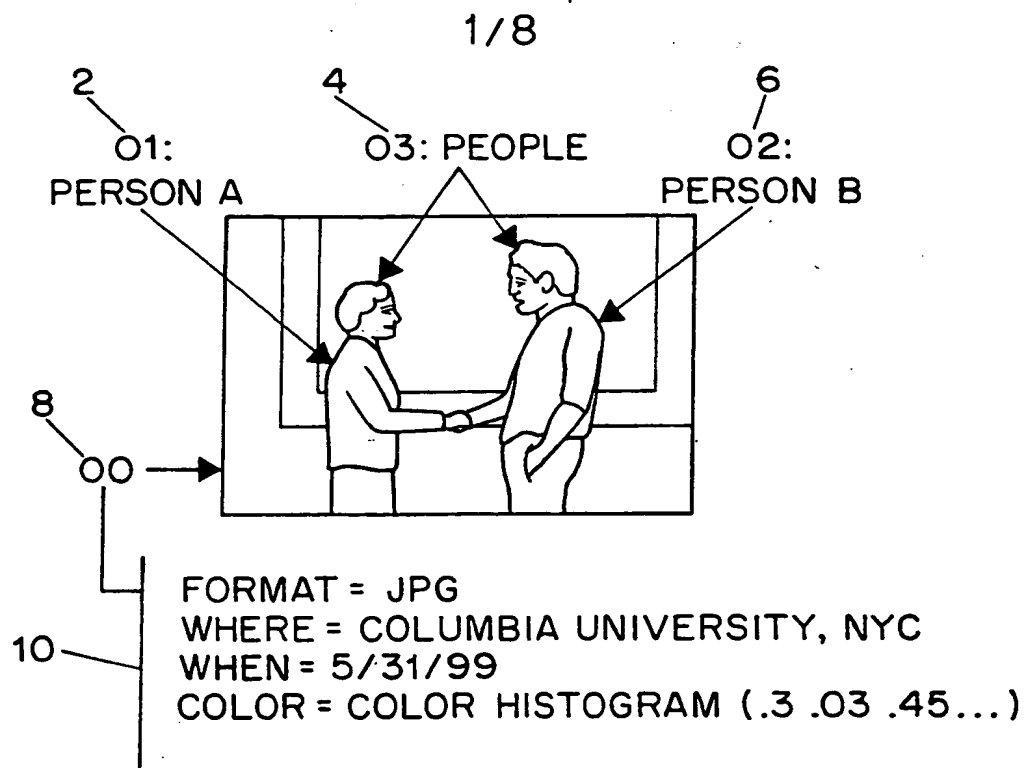 1/8
2 4 6
O1: O3: PEOPLE O2:
PERSON A PERSON B
8
OO
FORMAT = JPG
WHERE = COLUMBIA UNIVERSITY, NYC
10 WHEN = 5/31/99
COLOR = COLOR HISTOGRAM (.3 .03 .45...)